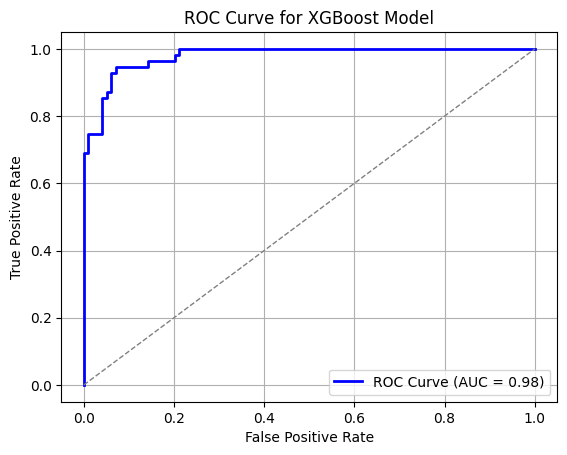 ROC Curve for XGBoost Model
True Positive Rate
1.0
0.8
0.6
0.4
0.2
0.0
ROC Curve (AUC = 0.98)
0.0 0.2 0.4 0.6 0.8 1.0
False Positive Rate